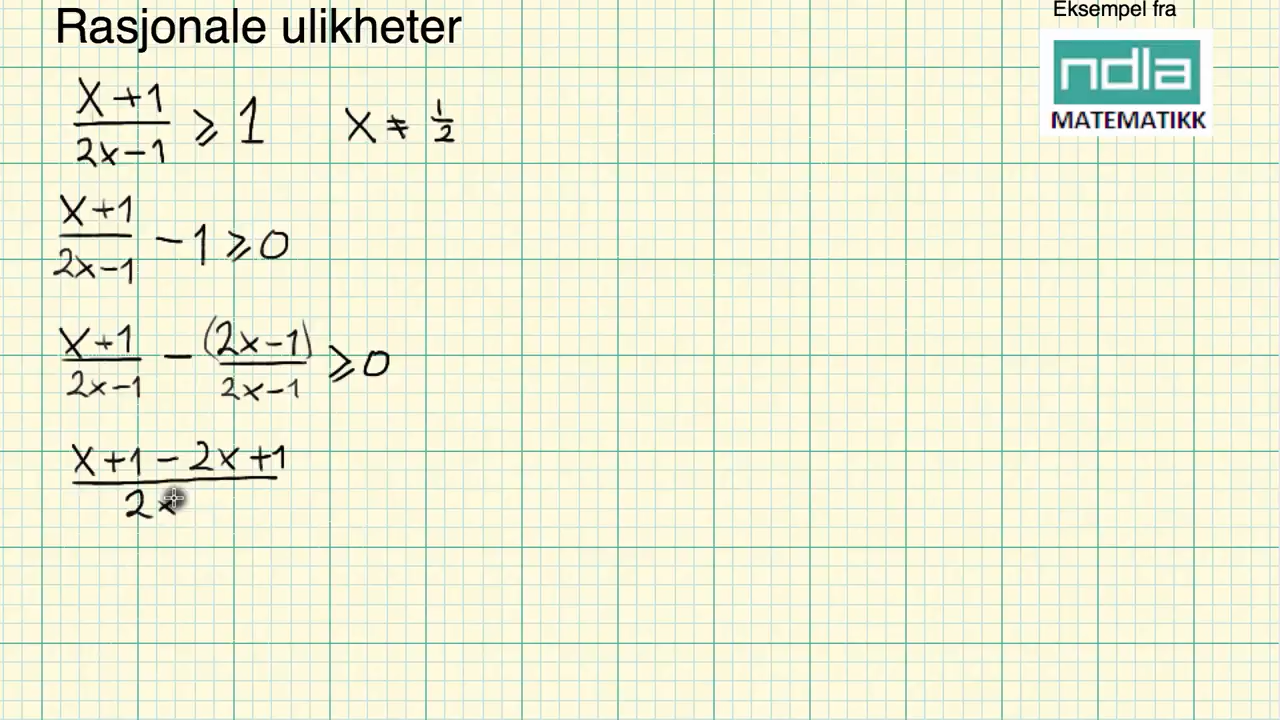 Rasjonale ulikheter
Eksempel fra
ndla
MATEMATIKK
x+1/2x-1 ⩾ 1 x ≠ 1/2
x+1/2x-1 - 1 ⩾ 0
x+1/2x-1 - (2x-1)/2x-1 ⩾ 0
x+1-2x+1/2x